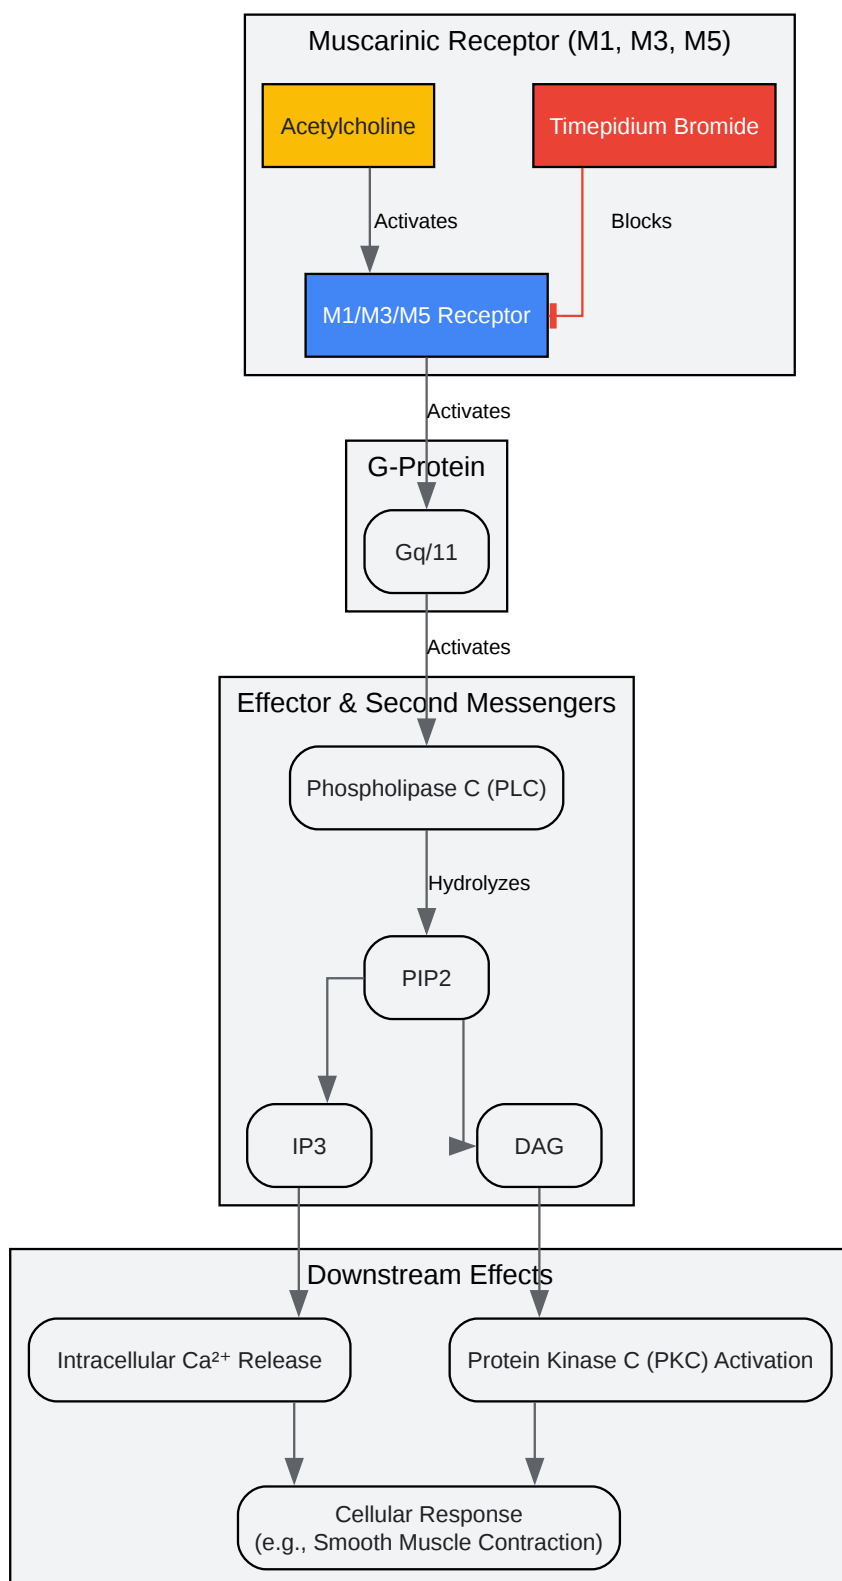 Muscarinic Receptor (M1, M3, M5)
Acetylcholine
Timepidium Bromide
Activates
Blocks
M1/M3/M5 Receptor
Activates
G-Protein
Gq/11
Activates
Effector & Second Messengers
Phospholipase C (PLC)
Hydrolyzes
PIP2
IP3
DAG
Downstream Effects
Intracellular Ca²⁺ Release
Protein Kinase C (PKC) Activation
Cellular Response
(e.g., Smooth Muscle Contraction)